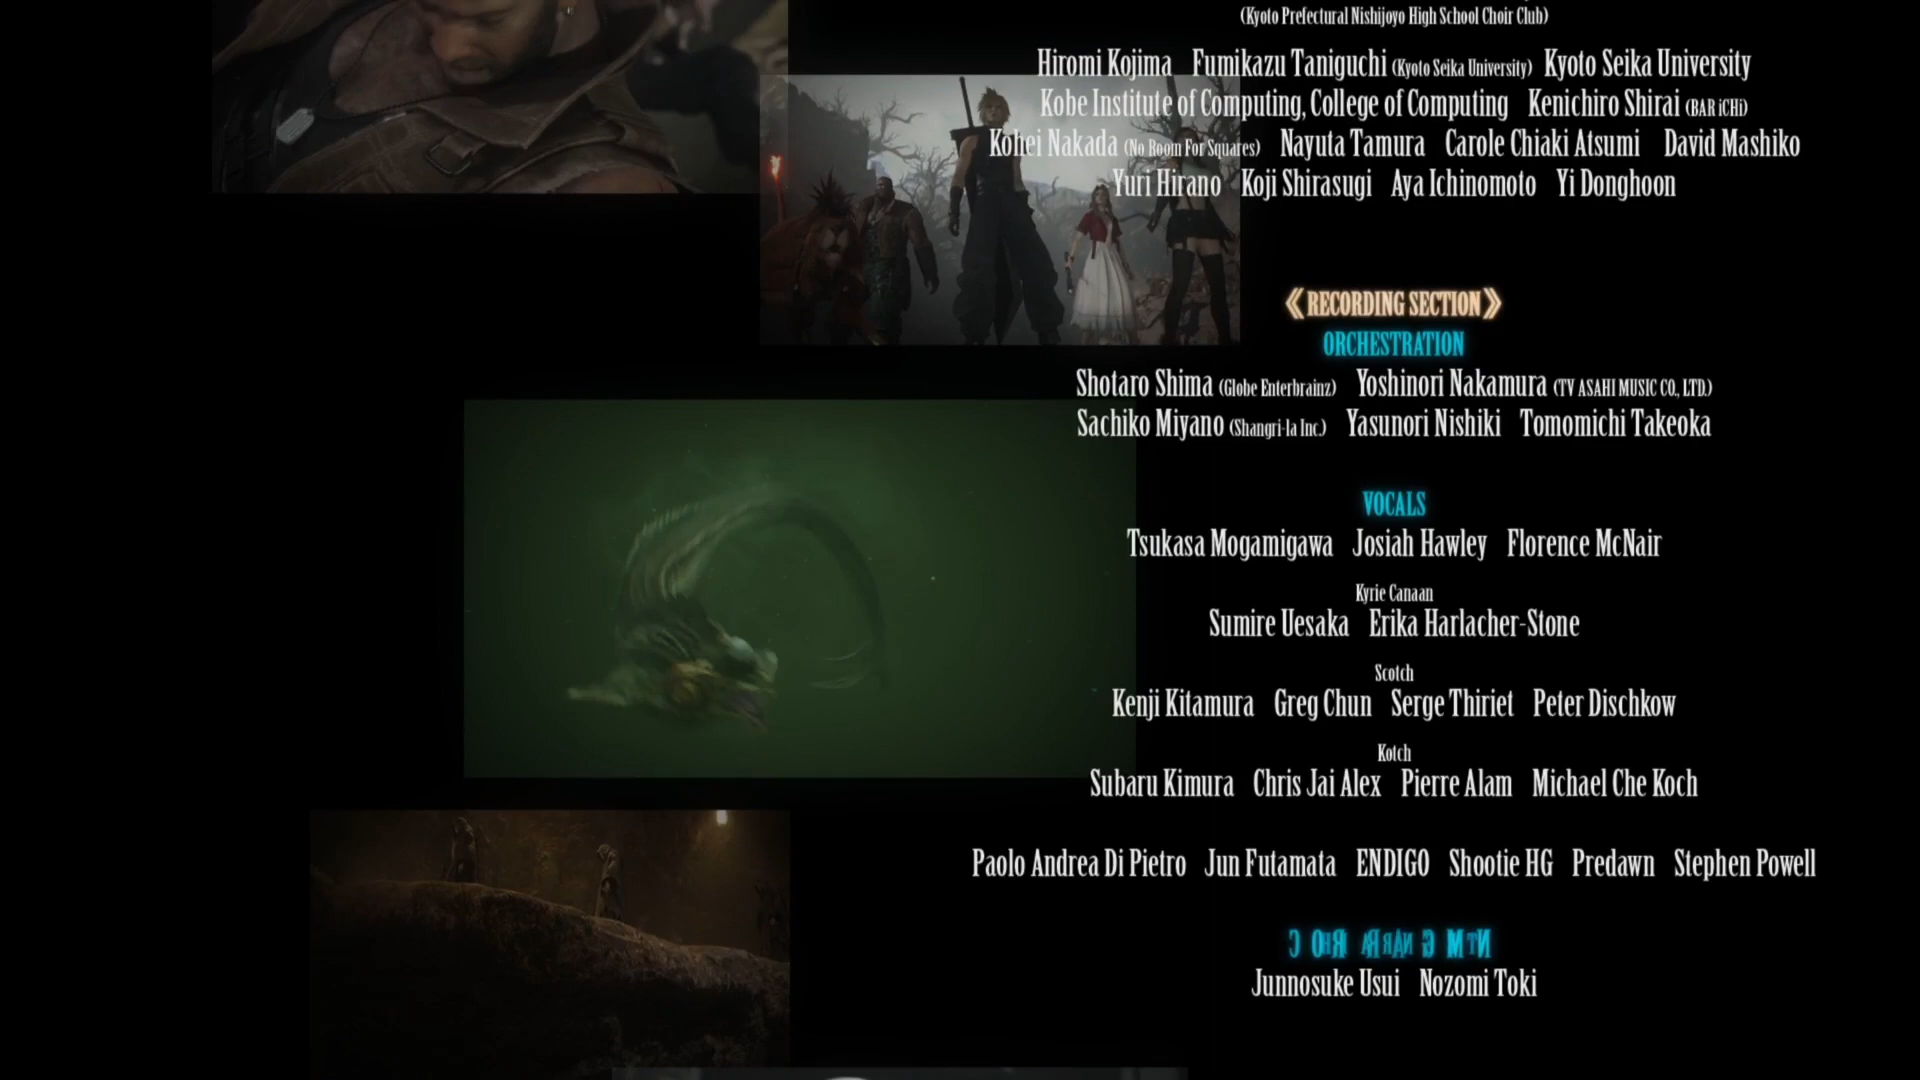 (Kyoto Prefectural Nishijoyo High School Choir Club)
Hiromi Kojima Fumikazu Taniguchi (Kyoto Seika University) Kyoto Seika University
Kobe Institute of Computing, College of Computing Kenichiro Shirai (BAR iCHi)
Kohei Nakada (No Room For Squares) Nayuta Tamura Carole Chiaki Atsumi David Mashiko
Yuri Hirano Koji Shirasugi Aya Ichinomoto Yi Donghoon
《RECORDING SECTION》
ORCHESTRATION
Shotaro Shima (Globe Enterbrainz) Yoshinori Nakamura (TV ASAHI MUSIC CO., LTD.)
Sachiko Miyano (Shangri-la Inc.) Yasunori Nishiki Tomomichi Takeoka
VOCALS
Tsukasa Mogamigawa Josiah Hawley Florence McNair
Kyrie Canaan
Sumire Uesaka Erika Harlacher-Stone
Scotch
Kenji Kitamura Greg Chun Serge Thiriet Peter Dischkow
Kotch
Subaru Kimura Chris Jai Alex Pierre Alam Michael Che Koch
Paolo Andrea Di Pietro Jun Futamata ENDIGO Shootie HG Predawn Stephen Powell
Junnosuke Usui Nozomi Toki